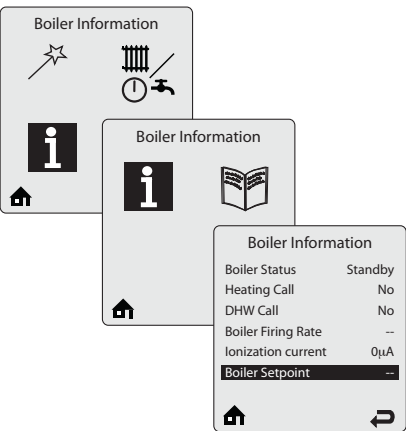 Boiler Information
Boiler Information
Boiler Information
Boiler Status Standby
Heating Call No
DHW Call No
Boiler Firing Rate --
Ionization current 0µA
Boiler Setpoint --